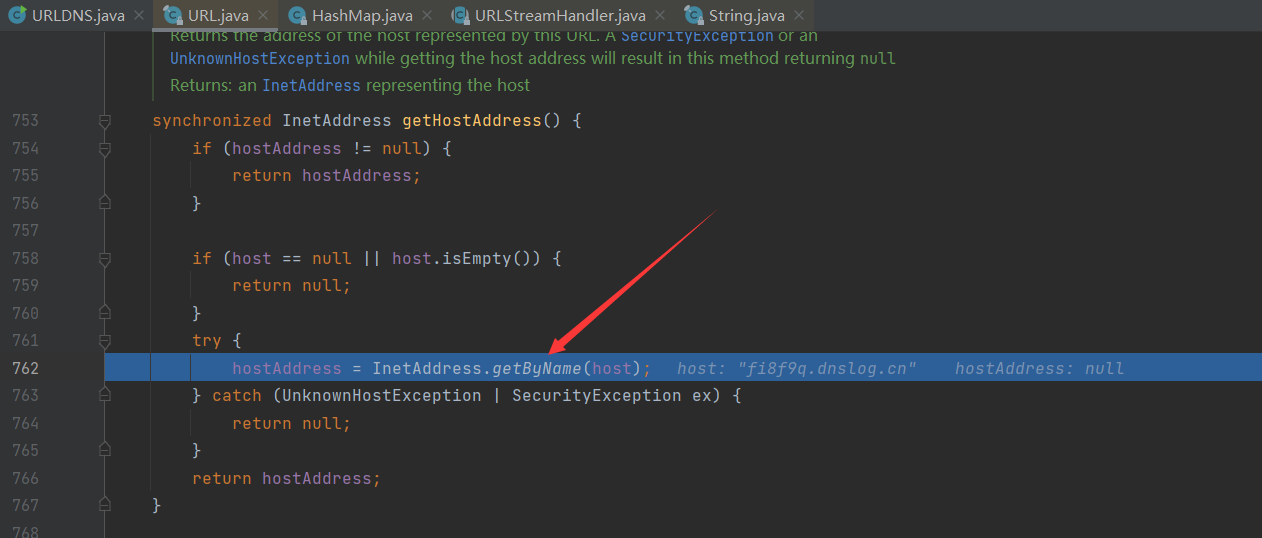 URLDNS.java URL.java HashMap.java URLStreamHandler.java String.java
Returns the address of the host represented by this URL. A SecurityException or an
UnknownHostException while getting the host address will result in this method returning null
Returns: an InetAddress representing the host
753 synchronized InetAddress getHostAddress() {
754 if (hostAddress != null) {
755 return hostAddress;
756 }
757
758 if (host == null || host.isEmpty()) {
759 return null;
760 }
761 try {
762 hostAddress = InetAddress.getByName(host); host: "fi8f9q.dnslog.cn" hostAddress: null
763 } catch (UnknownHostException | SecurityException ex) {
764 return null;
765 }
766 return hostAddress;
767 }
768